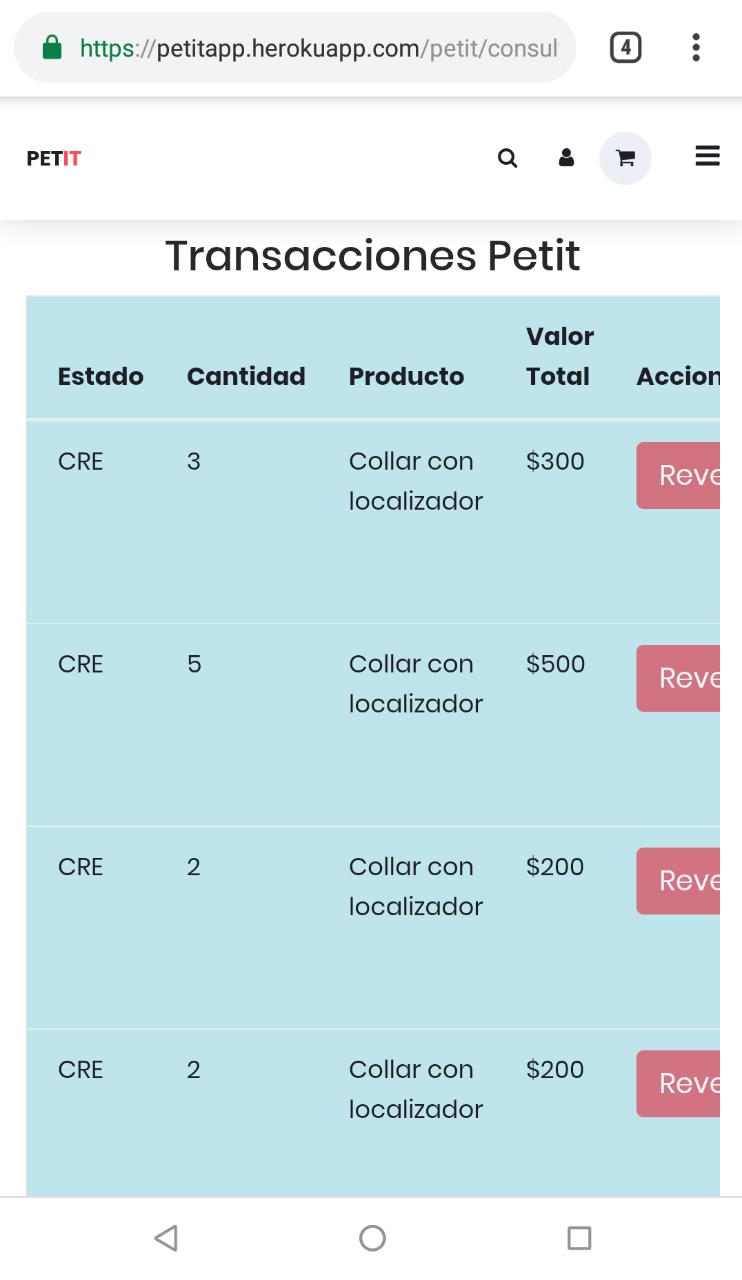 https://petitapp.herokuapp.com/petit/consul
4
PETIT
Transacciones Petit
Estado Cantidad Producto Valor Total Accion
CRE 3 Collar con $300 Reve
localizador
CRE 5 Collar con $500 Reve
localizador
CRE 2 Collar con $200 Reve
localizador
CRE 2 Collar con $200 Reve
localizador